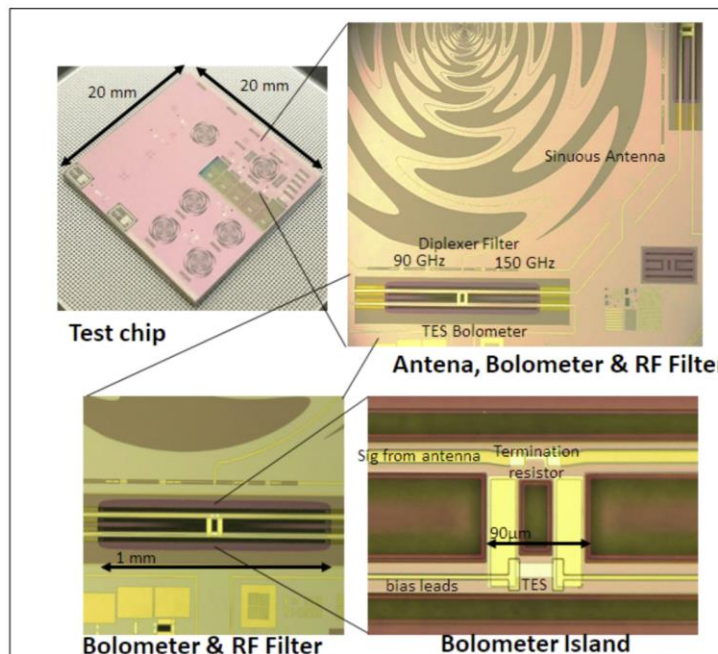 20 mm
20 mm
Test chip
Sinuous Antenna
Diplexer Filter
90 GHz
150 GHz
TES Bolometer
Antena, Bolometer & RF Filter
1 mm
Bolometer & RF Filter
Sig from antenna
Termination
resistor
90μm
bias leads
TES
Bolometer Island